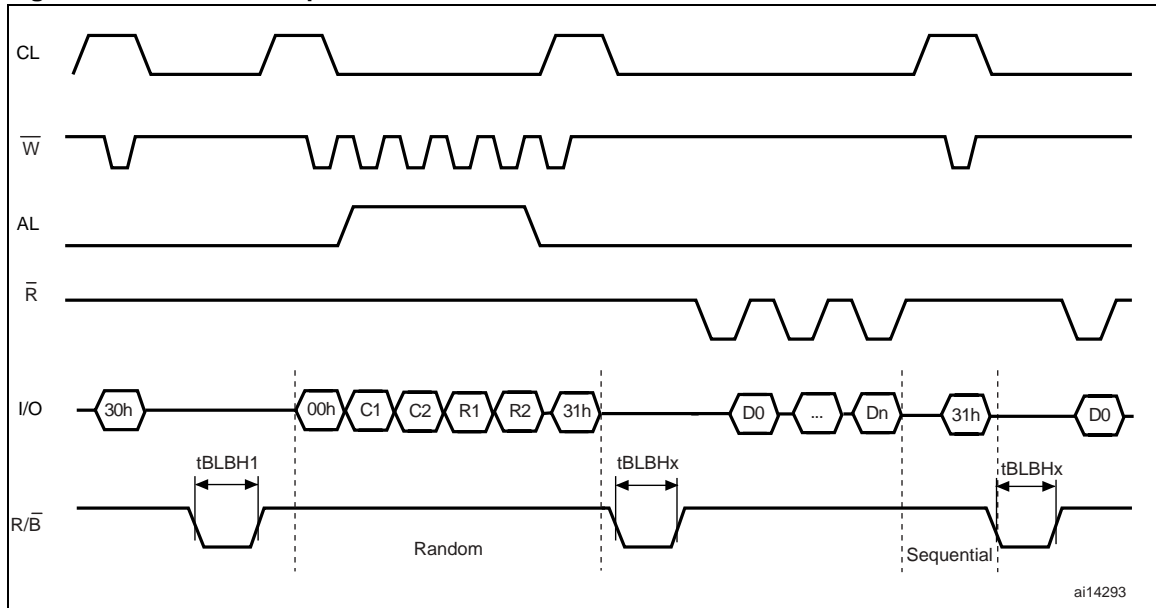 CL
W̅
AL
R̅
I/O 30h 00h C1 C2 R1 R2 31h D0 ... Dn 31h D0
tBLBH1 tBLBHx tBLBHx
R/B̅
Random Sequential
ai14293